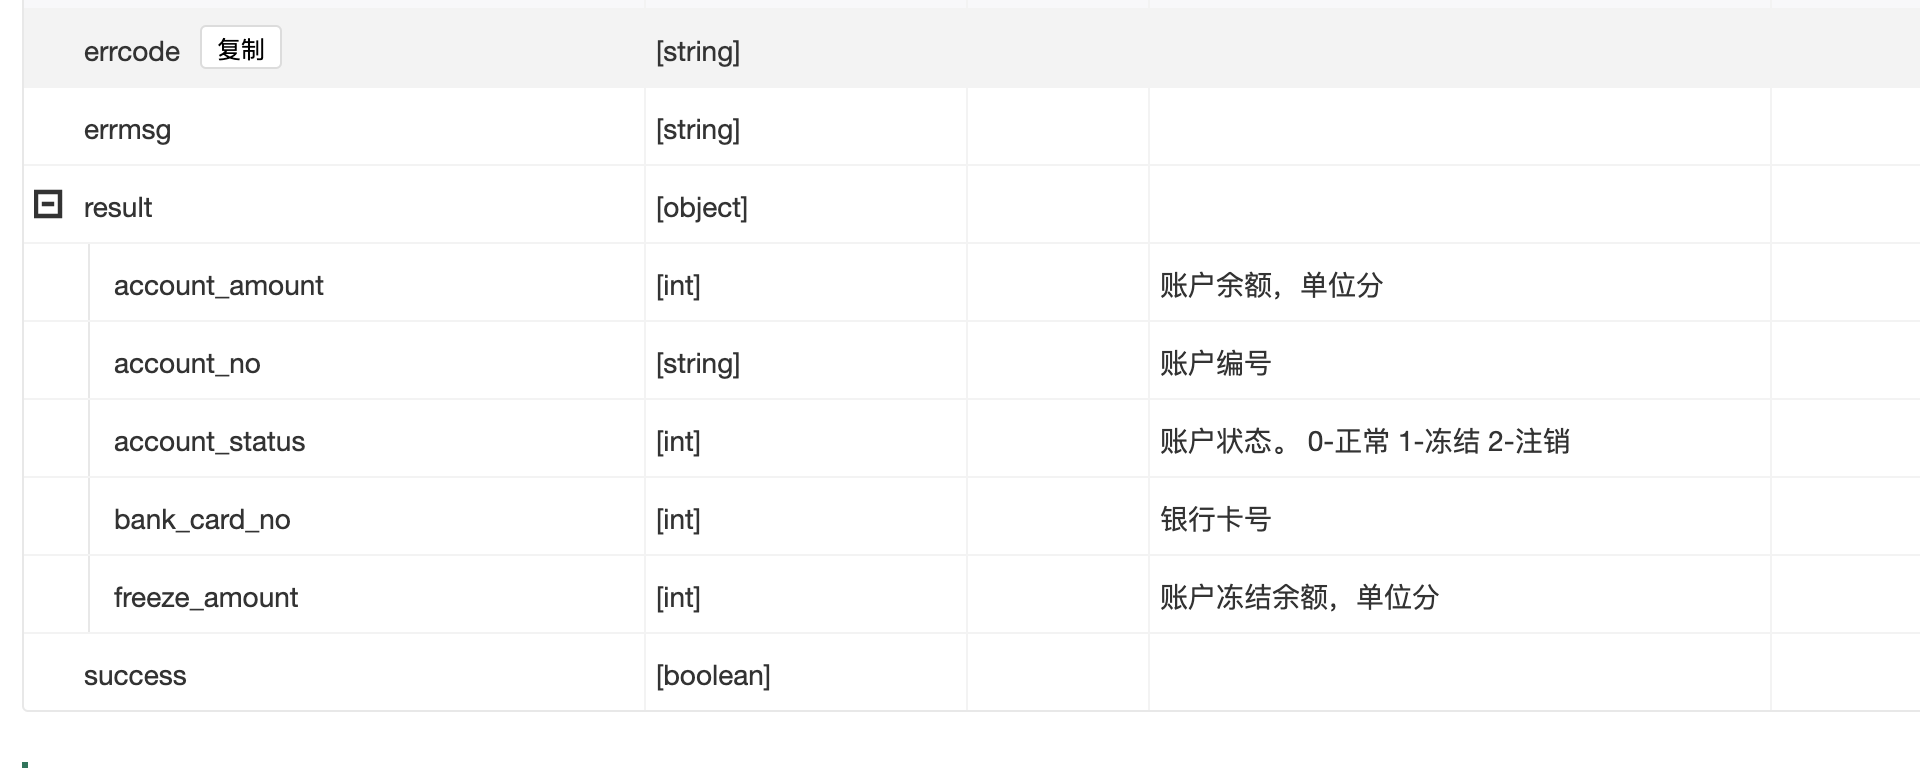 errcode 复制 [string]
errmsg [string]
result [object]
account_amount [int] 账户余额，单位分
account_no [string] 账户编号
account_status [int] 账户状态。 0-正常 1-冻结 2-注销
bank_card_no [int] 银行卡号
freeze_amount [int] 账户冻结余额，单位分
success [boolean]